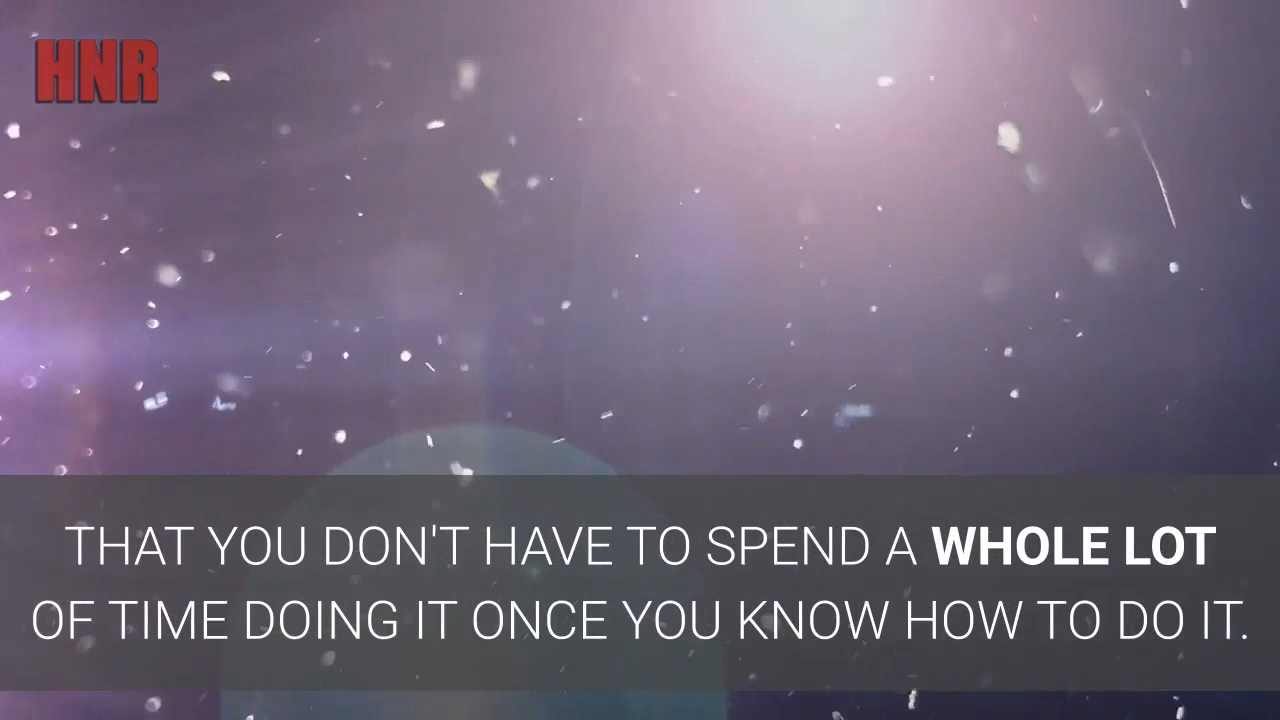 HNR
THAT YOU DON'T HAVE TO SPEND A WHOLE LOT
OF TIME DOING IT ONCE YOU KNOW HOW TO DO IT.